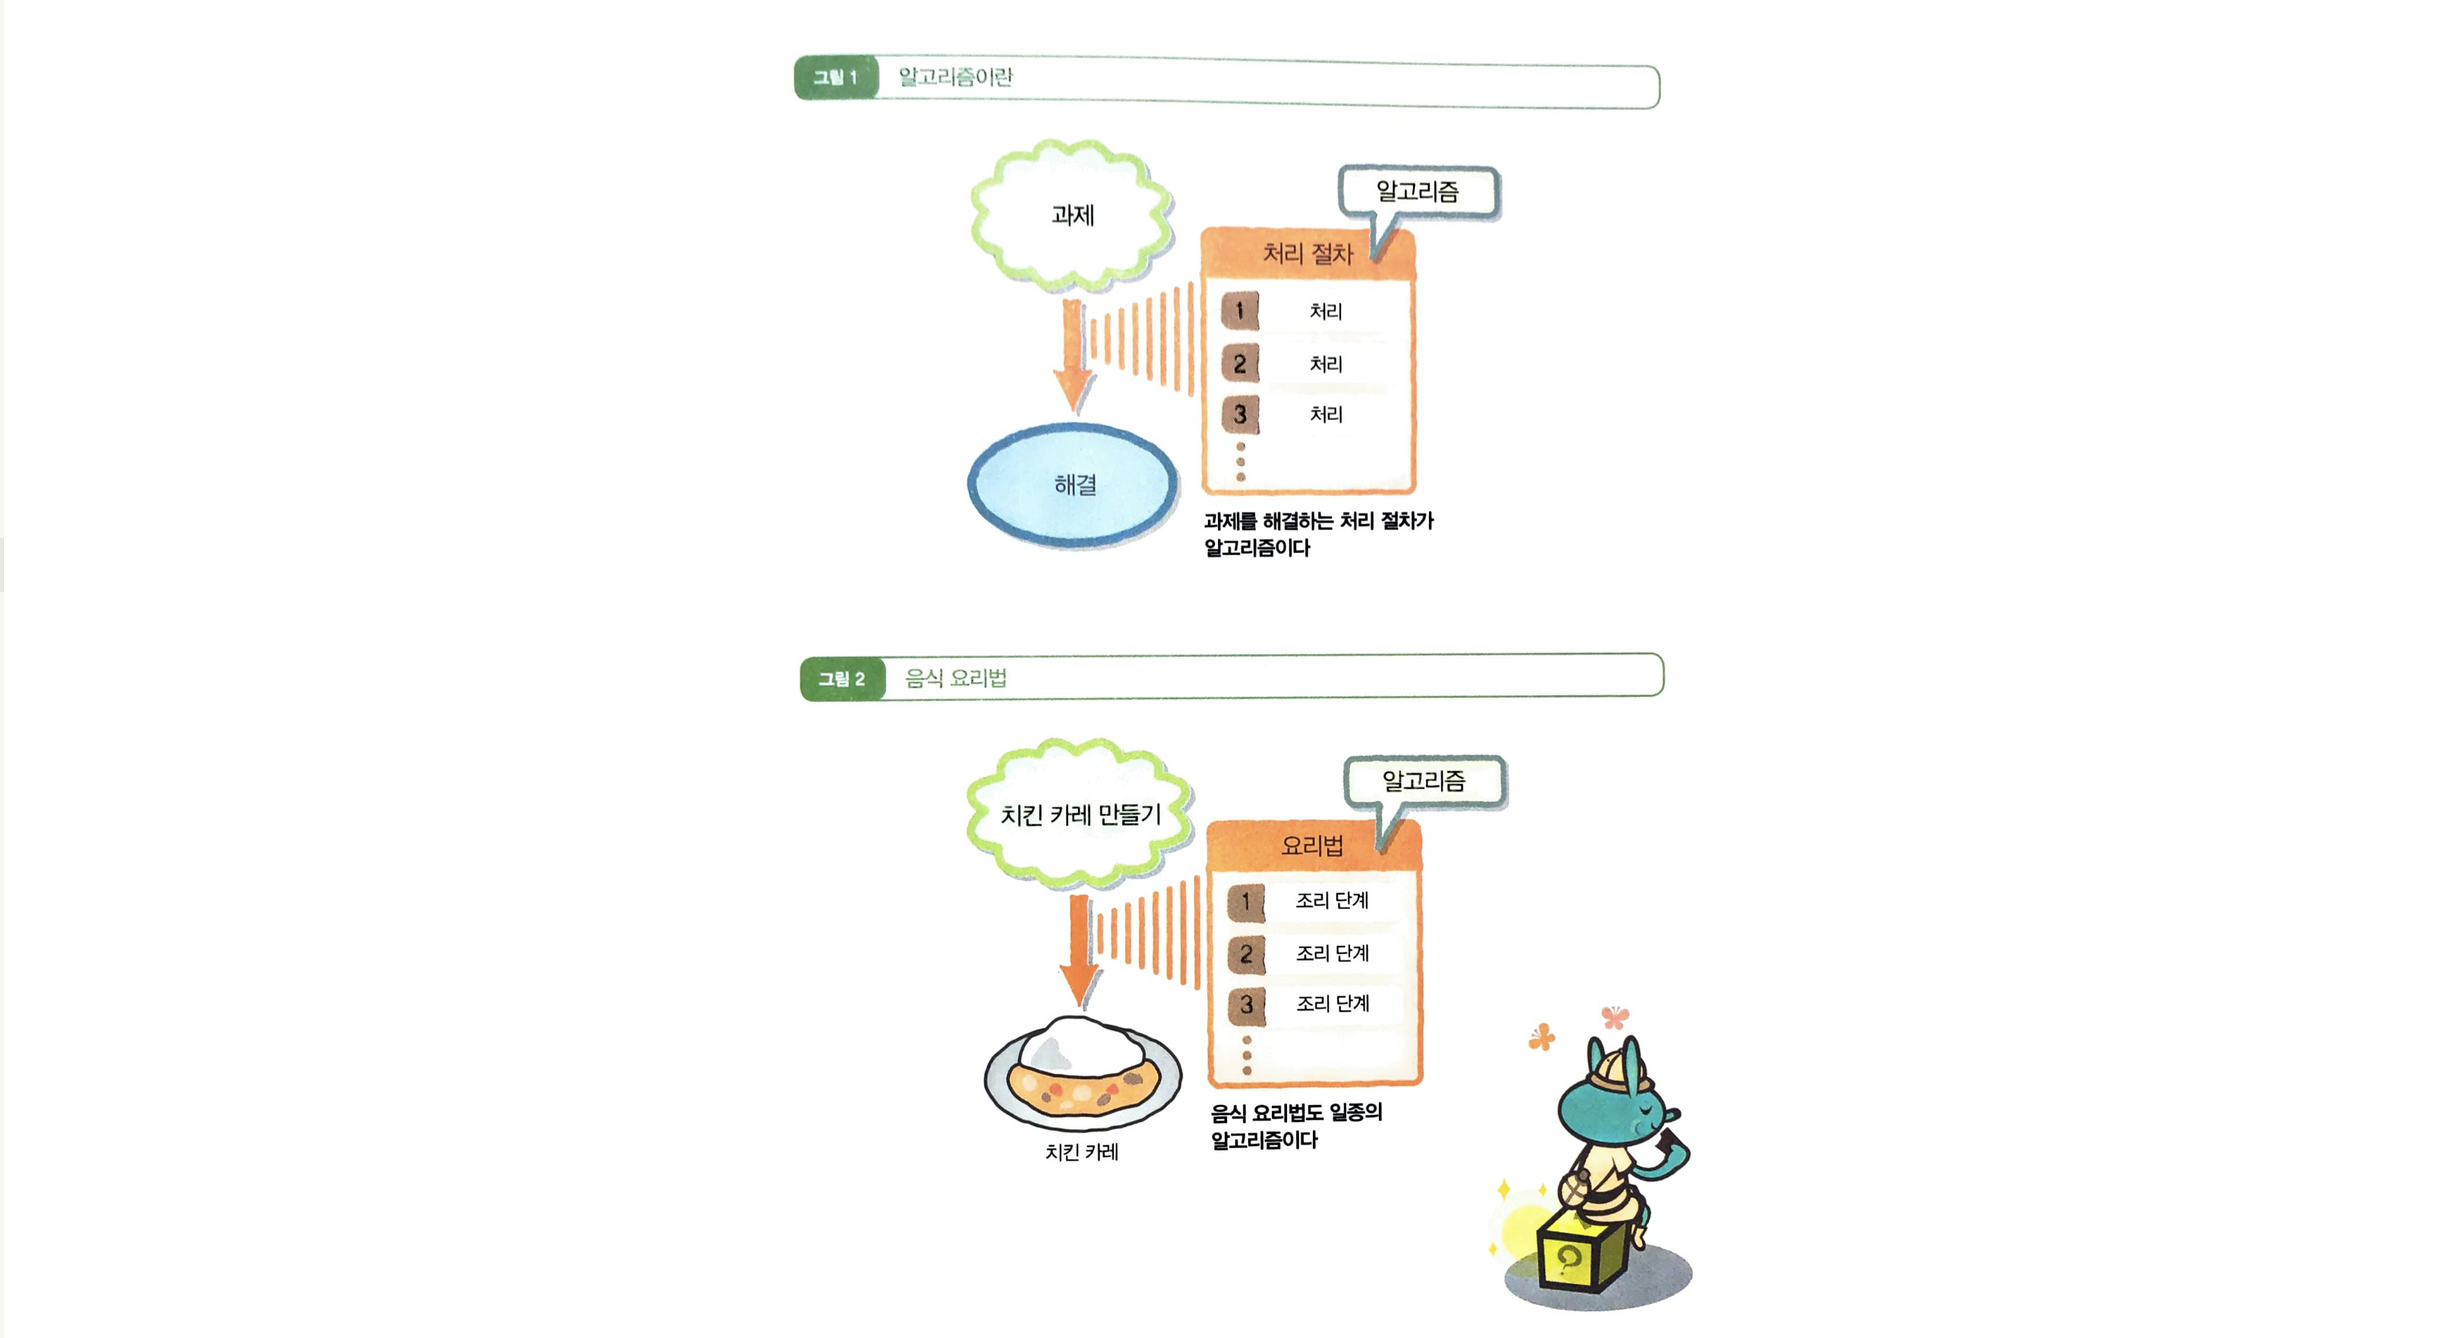 그림 1 알고리즘이란
과제
알고리즘
처리 절차
1 처리
2 처리
3 처리
해결
과제를 해결하는 처리 절차가
알고리즘이다
그림 2 음식 요리법
치킨 카레 만들기
알고리즘
요리법
1 조리 단계
2 조리 단계
3 조리 단계
치킨 카레
음식 요리법도 일종의
알고리즘이다
?